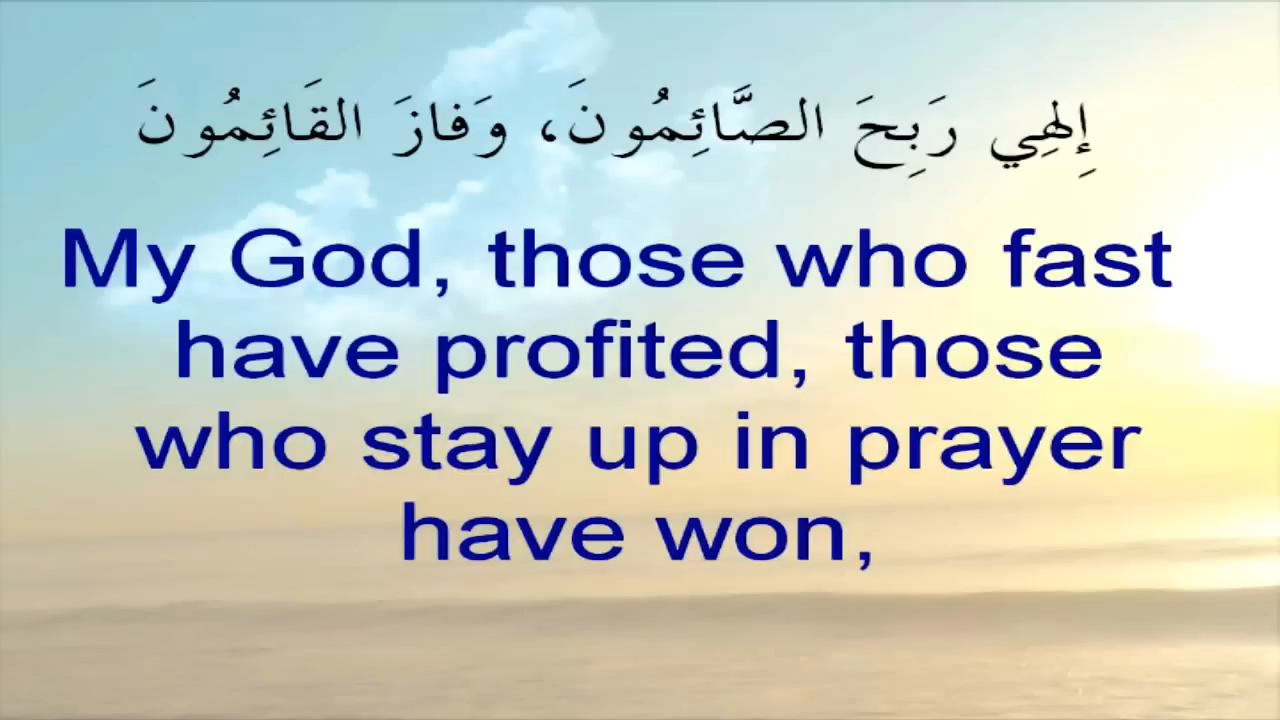 إِلهِي رَبِحَ الصَّائِمُونَ، وَفازَ القَائِمُونَ
My God, those who fast
have profited, those
who stay up in prayer
have won,